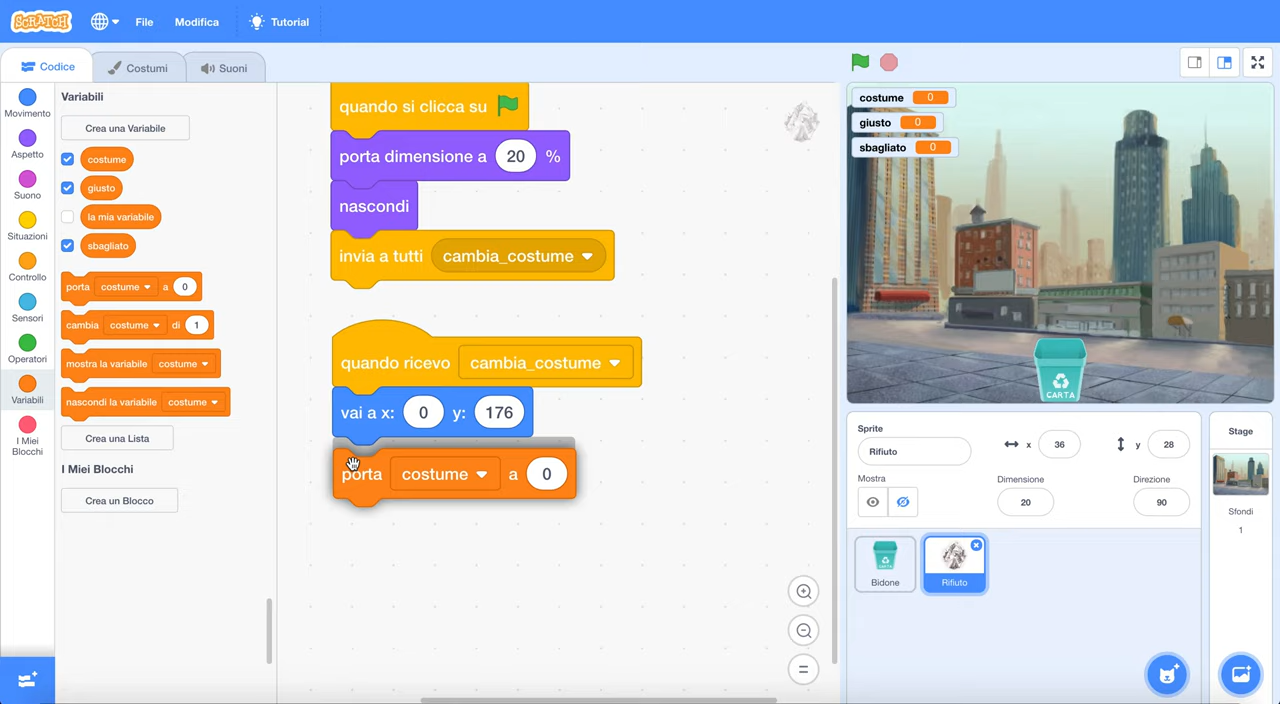 SCRATCH File Modifica Tutorial
Codice Costumi Suoni
Movimento
Aspetto
Suono
Situazioni
Controllo
Sensori
Operatori
Variabili
I Miei
Blocchi
Variabili
Crea una Variabile
costume
giusto
la mia variabile
sbagliato
porta costume a 0
cambia costume di 1
mostra la variabile costume
nascondi la variabile costume
Crea una Lista
I Miei Blocchi
Crea un Blocco
quando si clicca su
porta dimensione a 20 %
nascondi
invia a tutti cambia_costume
quando ricevo cambia_costume
vai a x: 0 y: 176
porta costume a 0
costume 0
giusto 0
sbagliato 0
CARTA
Sprite
Rifiuto
x 36
y 28
Mostra
Dimensione
20
Direzione
90
CARTA
Bidone
Rifiuto
Stage
Sfondi
1